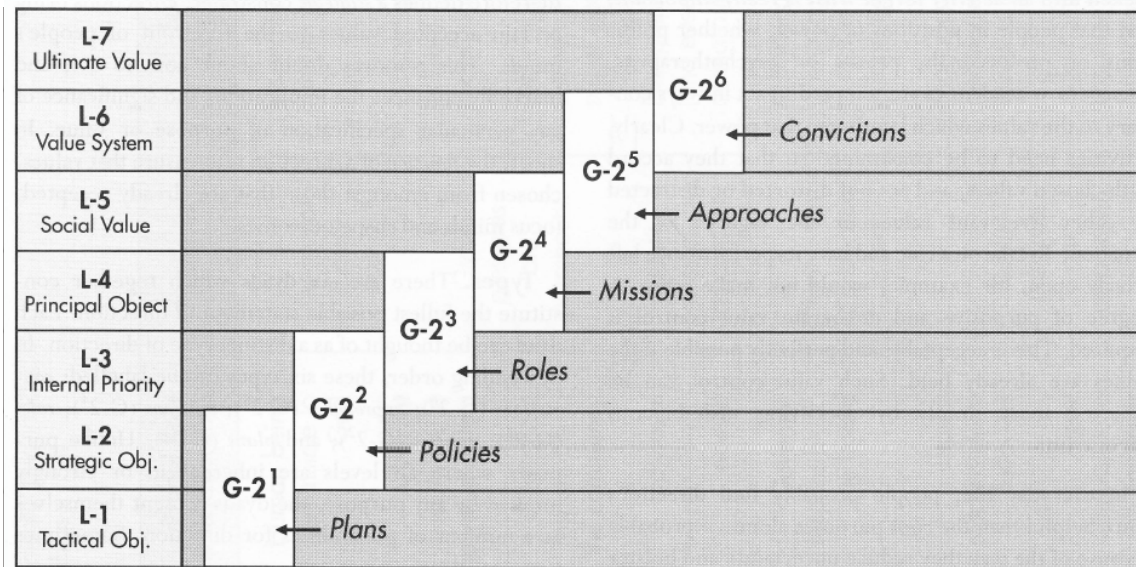 L-7
Ultimate Value
G-2⁶
L-6
Value System
Convictions
G-2⁵
L-5
Social Value
Approaches
G-2⁴
L-4
Principal Object
Missions
G-2³
L-3
Internal Priority
Roles
G-2²
L-2
Strategic Obj.
Policies
G-2¹
L-1
Tactical Obj.
Plans